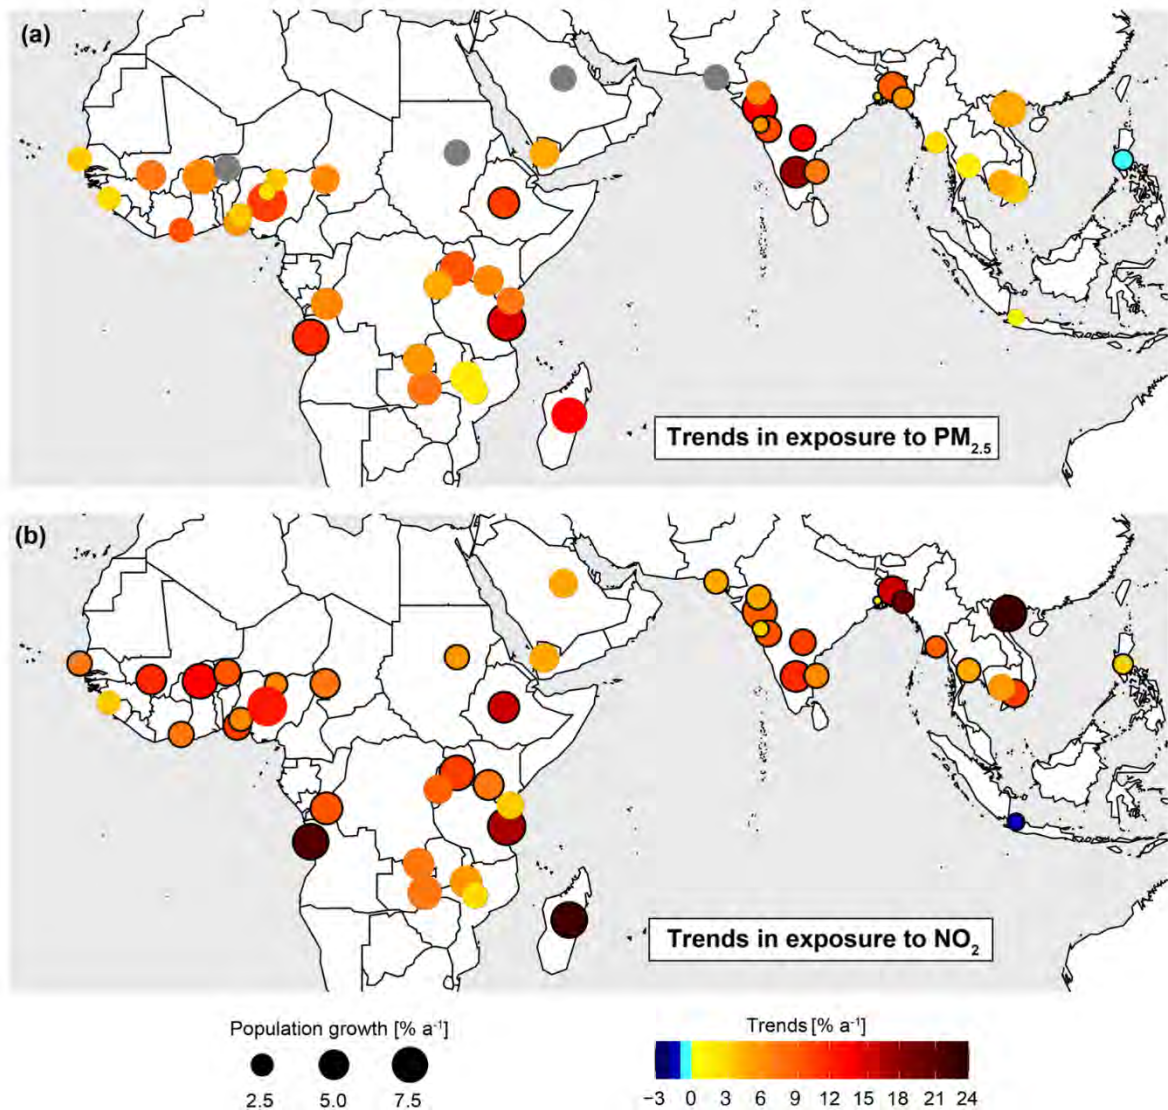 (a)
Trends in exposure to PM2.5
(b)
Trends in exposure to NO2
Population growth [% a-1]
2.5 5.0 7.5
Trends [% a-1]
−3 0 3 6 9 12 15 18 21 24